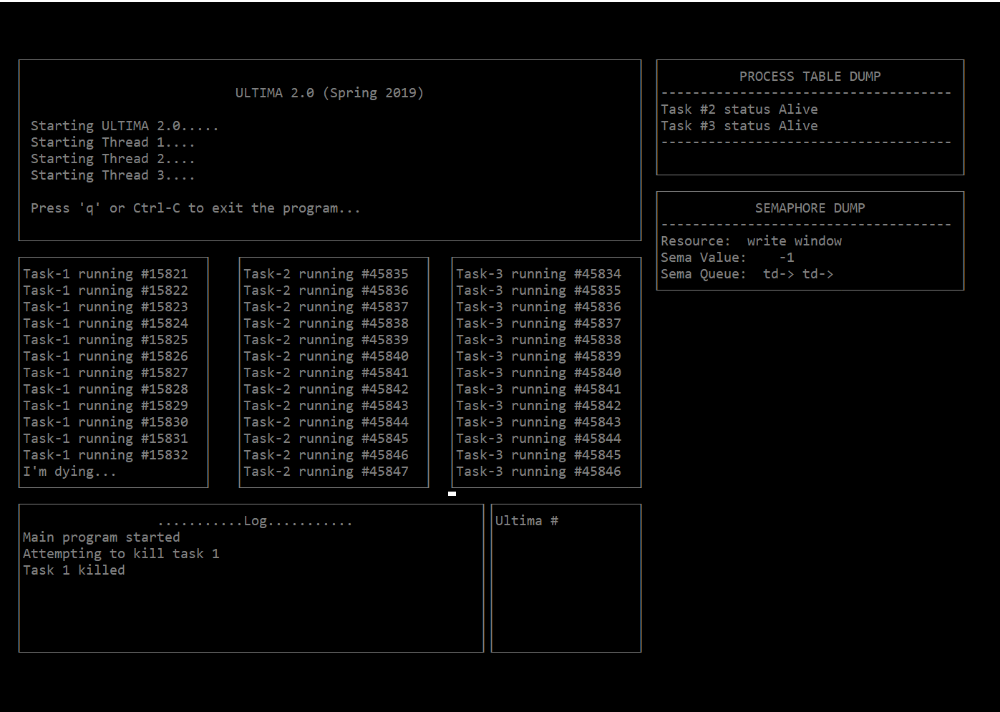 ULTIMA 2.0 (Spring 2019)
Starting ULTIMA 2.0.....
Starting Thread 1....
Starting Thread 2....
Starting Thread 3....
Press 'q' or Ctrl-C to exit the program...
PROCESS TABLE DUMP
-------------------------------------
Task #2 status Alive
Task #3 status Alive
-------------------------------------
SEMAPHORE DUMP
-------------------------------------
Resource:  write window
Sema Value:    -1
Sema Queue:  td-> td->
Task-1 running #15821
Task-1 running #15822
Task-1 running #15823
Task-1 running #15824
Task-1 running #15825
Task-1 running #15826
Task-1 running #15827
Task-1 running #15828
Task-1 running #15829
Task-1 running #15830
Task-1 running #15831
Task-1 running #15832
I'm dying...
Task-2 running #45835
Task-2 running #45836
Task-2 running #45837
Task-2 running #45838
Task-2 running #45839
Task-2 running #45840
Task-2 running #45841
Task-2 running #45842
Task-2 running #45843
Task-2 running #45844
Task-2 running #45845
Task-2 running #45846
Task-2 running #45847
Task-3 running #45834
Task-3 running #45835
Task-3 running #45836
Task-3 running #45837
Task-3 running #45838
Task-3 running #45839
Task-3 running #45840
Task-3 running #45841
Task-3 running #45842
Task-3 running #45843
Task-3 running #45844
Task-3 running #45845
Task-3 running #45846
...........Log...........
Main program started
Attempting to kill task 1
Task 1 killed
Ultima #